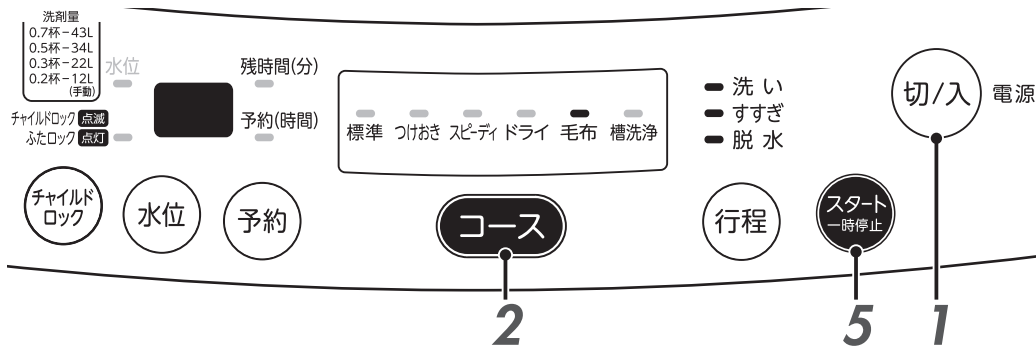 洗剤量
0.7杯－43L
0.5杯－34L
0.3杯－22L
0.2杯－12L
(手動)
水位
チャイルドロック 点滅
ふたロック 点灯
残時間(分)
予約(時間)
標準 つけおき スピーディ ドライ 毛布 槽洗浄
洗い
すすぎ
脱水
切/入
電源
チャイルド
ロック
水位
予約
コース
行程
スタート
一時停止
2
5
1